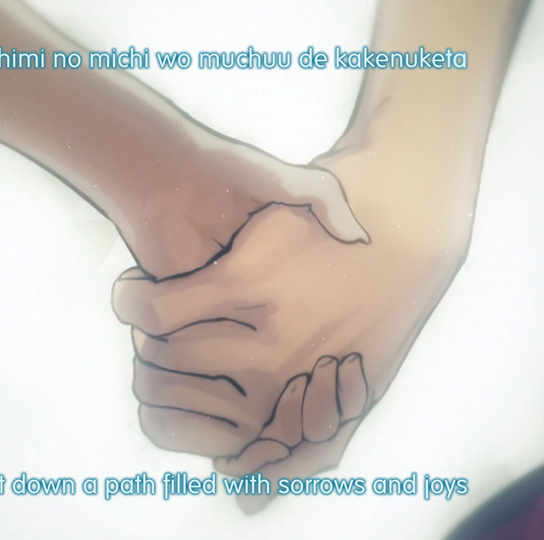 himi no michi wo muchuu de kakenuketa
t down a path filled with sorrows and joys